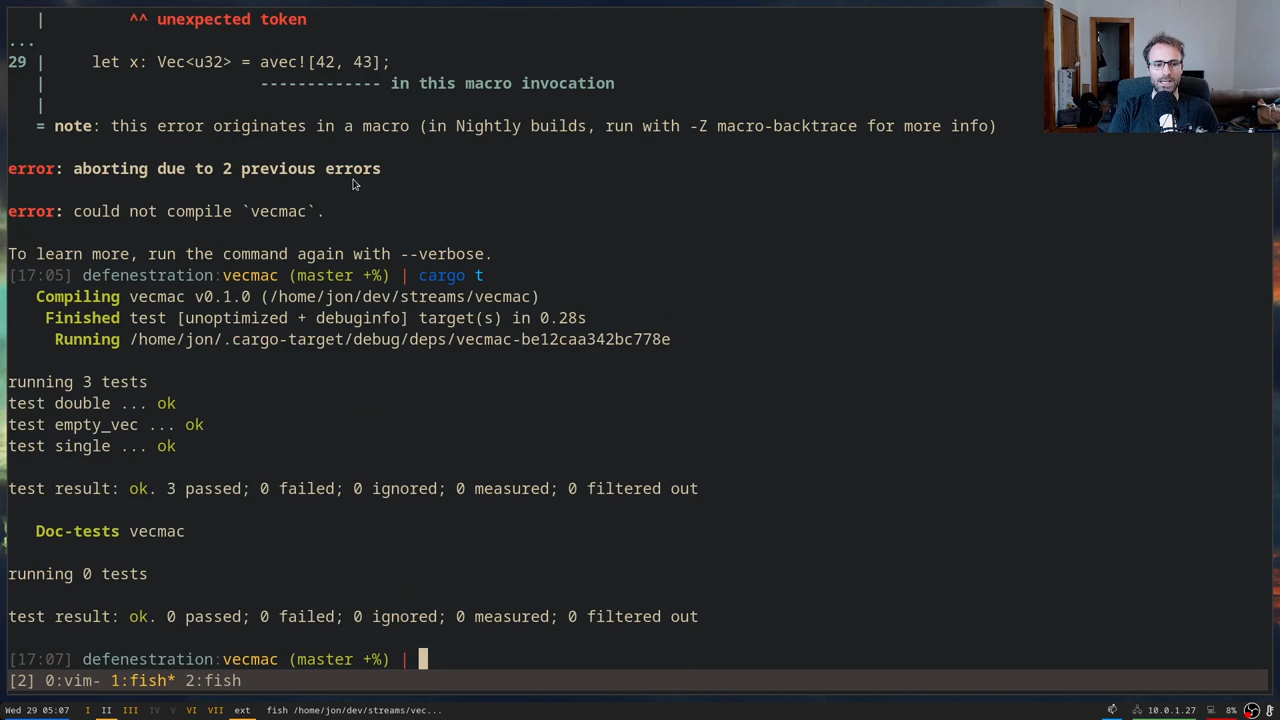 |         ^^ unexpected token
...
29 |     let x: Vec<u32> = avec![42, 43];
|                       ------------- in this macro invocation
|
= note: this error originates in a macro (in Nightly builds, run with -Z macro-backtrace for more info)
error: aborting due to 2 previous errors
error: could not compile `vecmac`.
To learn more, run the command again with --verbose.
[17:05] defenestration:vecmac (master +%) | cargo t
Compiling vecmac v0.1.0 (/home/jon/dev/streams/vecmac)
Finished test [unoptimized + debuginfo] target(s) in 0.28s
Running /home/jon/.cargo-target/debug/deps/vecmac-be12caa342bc778e
running 3 tests
test double ... ok
test empty_vec ... ok
test single ... ok
test result: ok. 3 passed; 0 failed; 0 ignored; 0 measured; 0 filtered out
Doc-tests vecmac
running 0 tests
test result: ok. 0 passed; 0 failed; 0 ignored; 0 measured; 0 filtered out
[17:07] defenestration:vecmac (master +%) |
[2] 0:vim- 1:fish* 2:fish
Wed 29 05:07 I II III IV V VI VII ext fish /home/jon/dev/streams/vec... 10.0.1.27 8%